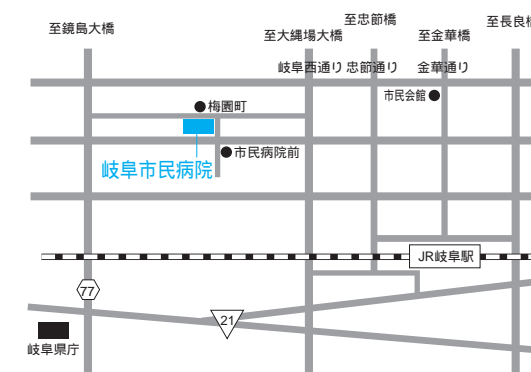 至鏡島大橋
至大縄場大橋
至忠節橋
至金華橋
至長良
岐阜西通り
忠節通り
金華通り
市民会館
梅園町
市民病院前
岐阜市民病院
JR岐阜駅
77
21
岐阜県庁